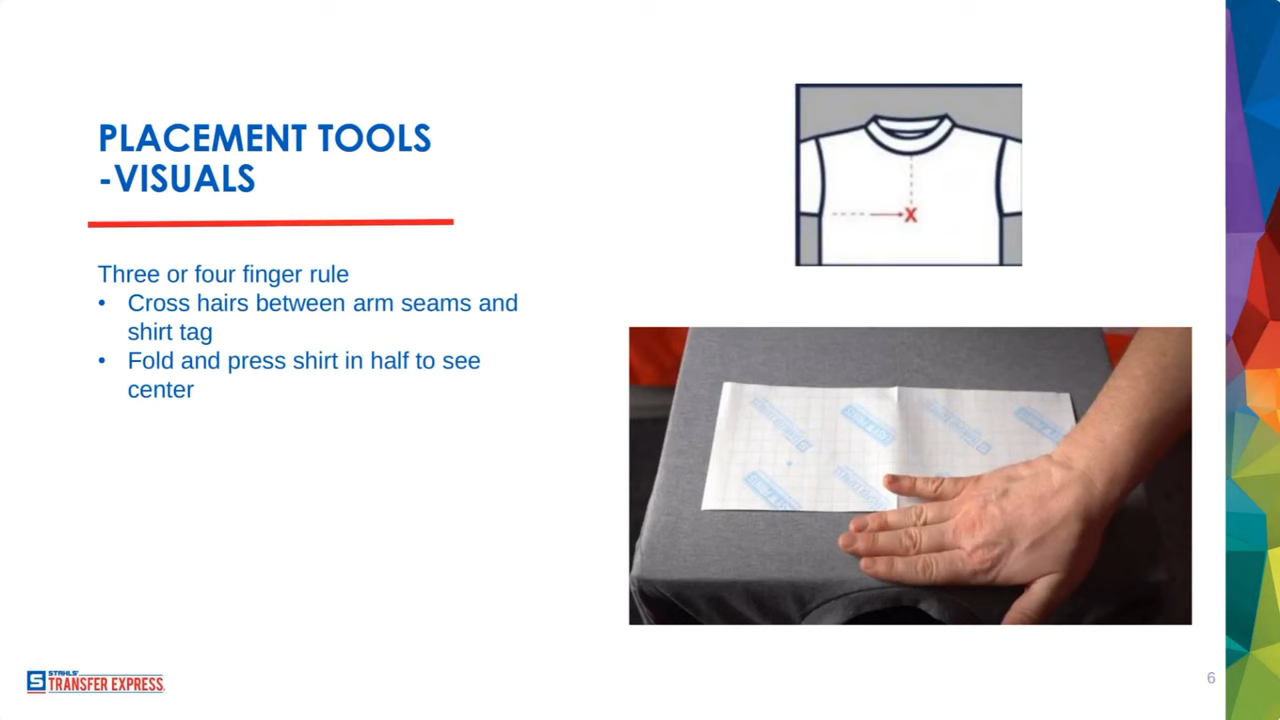 PLACEMENT TOOLS
-VISUALS
Three or four finger rule
• Cross hairs between arm seams and
shirt tag
• Fold and press shirt in half to see
center
X
S STAHLS'
TRANSFER EXPRESS
6